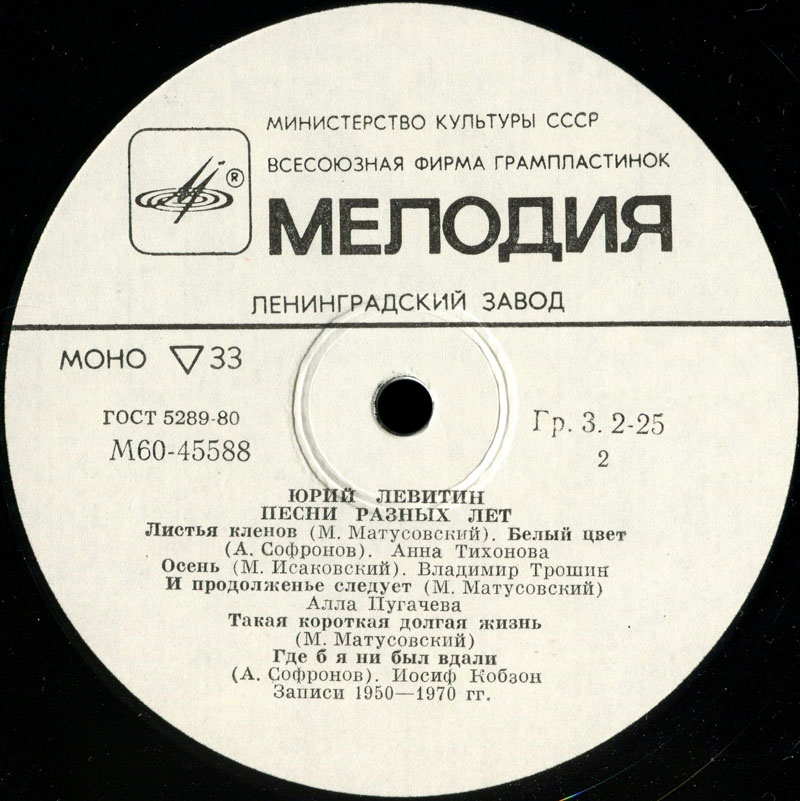 МИНИСТЕРСТВО КУЛЬТУРЫ СССР
ВСЕСОЮЗНАЯ ФИРМА ГРАМПЛАСТИНОК
®
МЕЛОДИЯ
ЛЕНИНГРАДСКИЙ ЗАВОД
МОНО ▽33
ГОСТ 5289-80
М60-45588
Гр. 3. 2-25
2
ЮРИЙ ЛЕВИТИН
ПЕСНИ РАЗНЫХ ЛЕТ
Листья кленов (М. Матусовский). Белый цвет
(А. Софронов). Анна Тихонова
Осень (М. Исаковский). Владимир Трошин
И продолженье следует (М. Матусовский)
Алла Пугачева
Такая короткая долгая жизнь
(М. Матусовский)
Где б я ни был вдали
(А. Софронов). Иосиф Кобзон
Записи 1950—1970 гг.